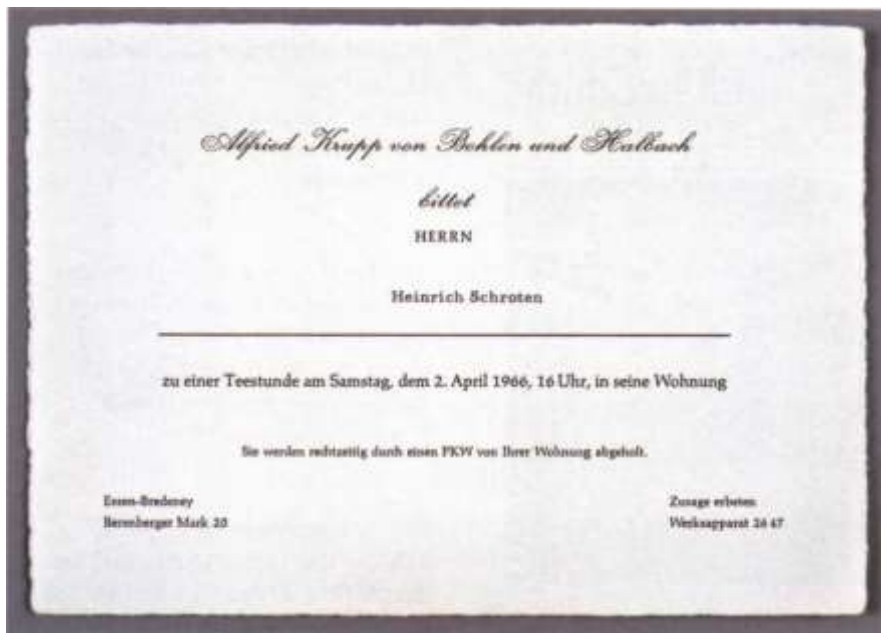 Alfried Krupp von Bohlen und Halbach
bittet
HERRN
Heinrich Schroten
zu einer Teestunde am Samstag, dem 2. April 1966, 16 Uhr, in seine Wohnung
Sie werden rechtzeitig durch einen PKW von Ihrer Wohnung abgeholt.
Essen-Bredeney
Mark 20
Zusage erbeten
Werksapparat 24 47